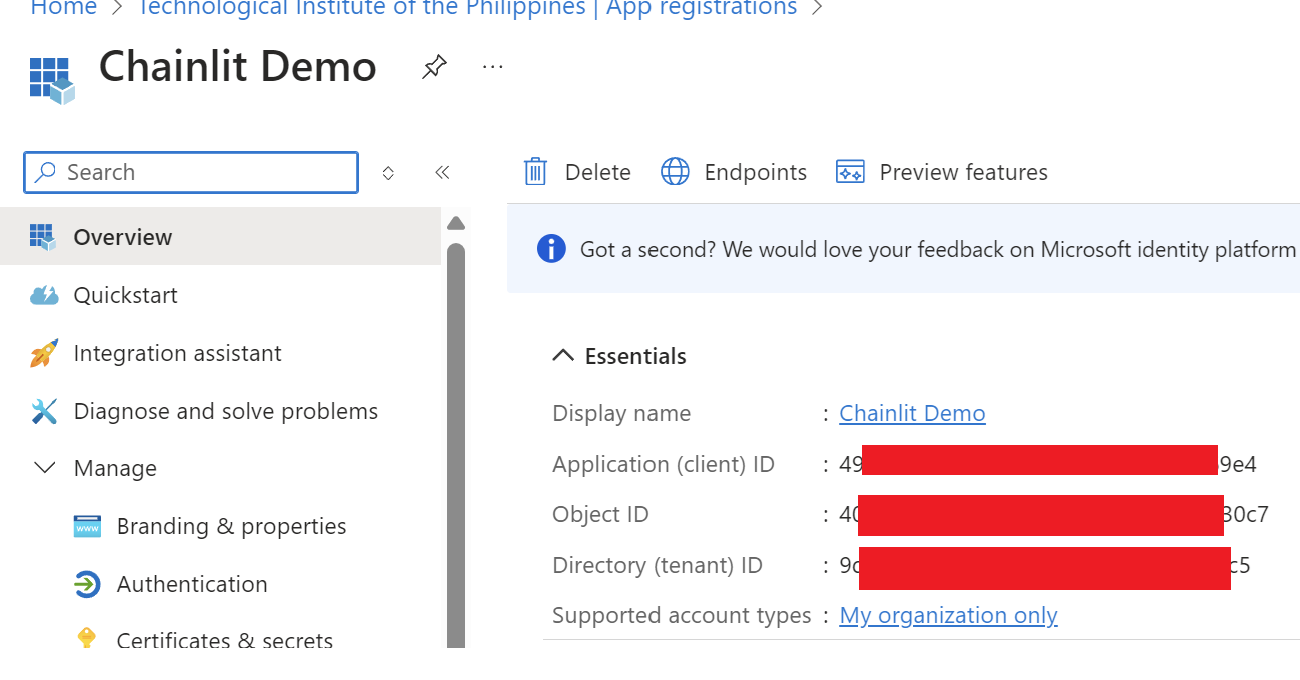 Home > Technological Institute of the Philippines | App registrations >
Chainlit Demo
Search
Delete Endpoints Preview features
Overview
Got a second? We would love your feedback on Microsoft identity platform
Quickstart
Integration assistant
Essentials
Diagnose and solve problems
Display name : Chainlit Demo
Manage
Application (client) ID : 49 9e4
Branding & properties
Object ID : 40 30c7
Authentication
Directory (tenant) ID : 9c c5
Certificates & secrets
Supported account types : My organization only